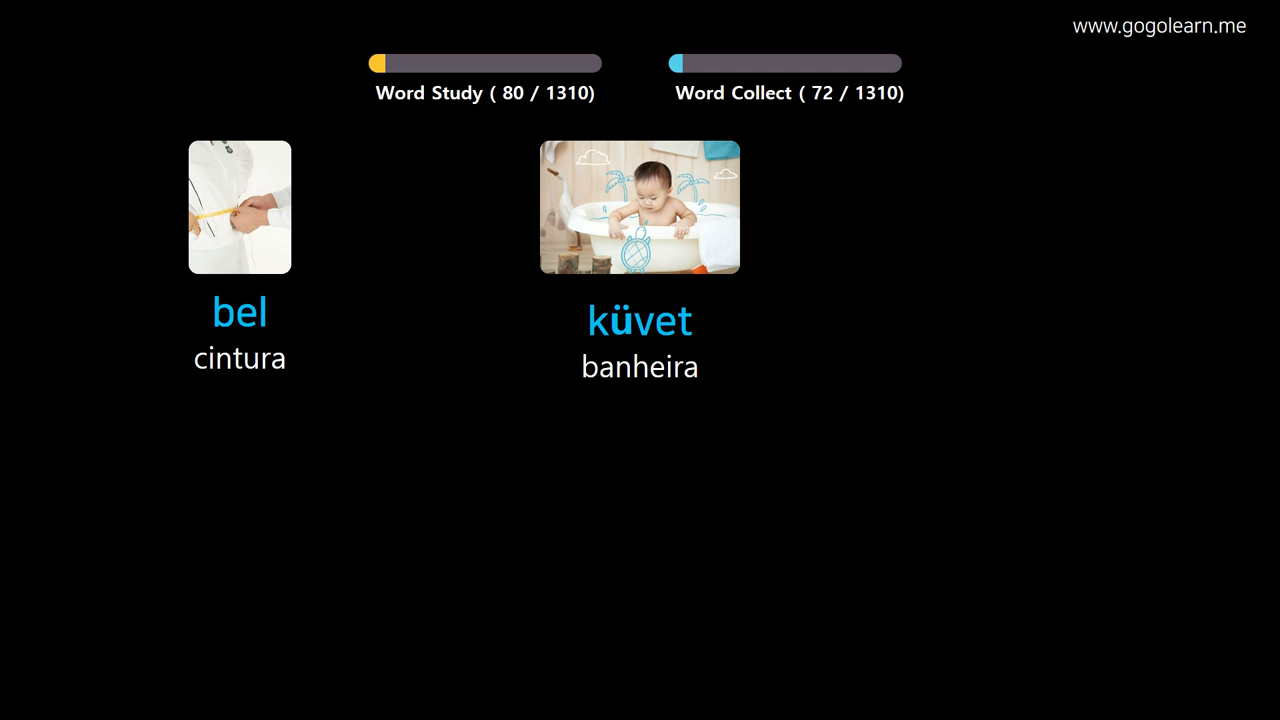 www.gogolearn.me
Word Study ( 80 / 1310)
Word Collect ( 72 / 1310)
bel
cintura
küvet
banheira